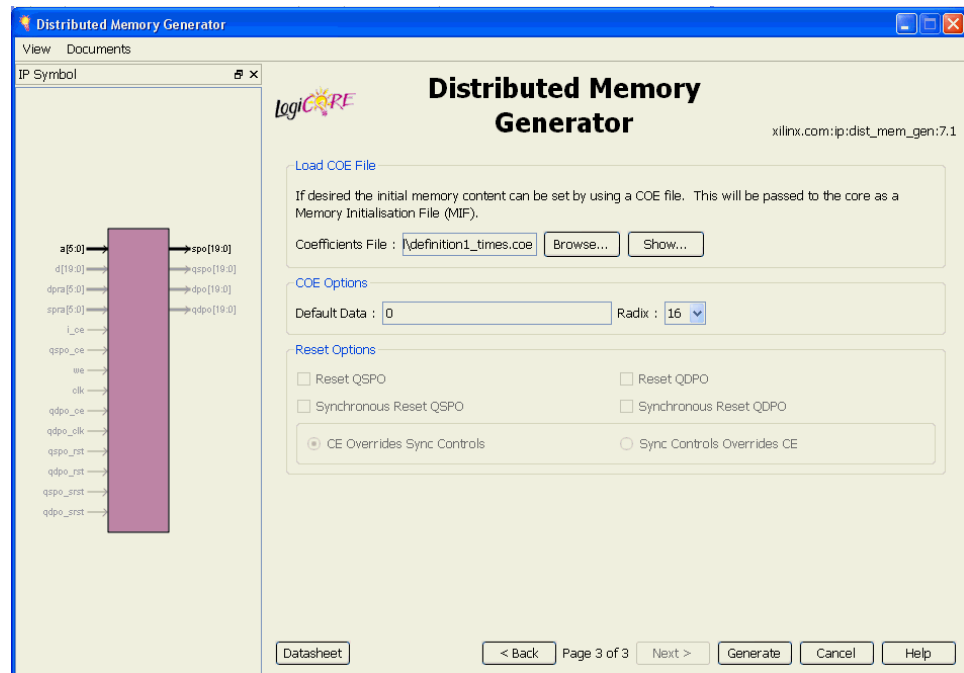 Distributed Memory Generator
View Documents
IP Symbol
a[5:0]
d[19:0]
dpra[5:0]
spra[5:0]
i_ce
qspo_ce
we
clk
qdpo_ce
qdpo_clk
qspo_rst
qdpo_rst
qspo_srst
qdpo_srst
spo[19:0]
qspo[19:0]
dpo[19:0]
qdpo[19:0]
LogiCORE
Distributed Memory
Generator
xilinx.com:ip:dist_mem_gen:7.1
Load COE File
If desired the initial memory content can be set by using a COE file. This will be passed to the core as a
Memory Initialisation File (MIF).
Coefficients File : \definition1_times.coe Browse... Show...
COE Options
Default Data : 0 Radix : 16
Reset Options
Reset QSPO Reset QDPO
Synchronous Reset QSPO Synchronous Reset QDPO
CE Overrides Sync Controls Sync Controls Overrides CE
Datasheet < Back Page 3 of 3 Next > Generate Cancel Help